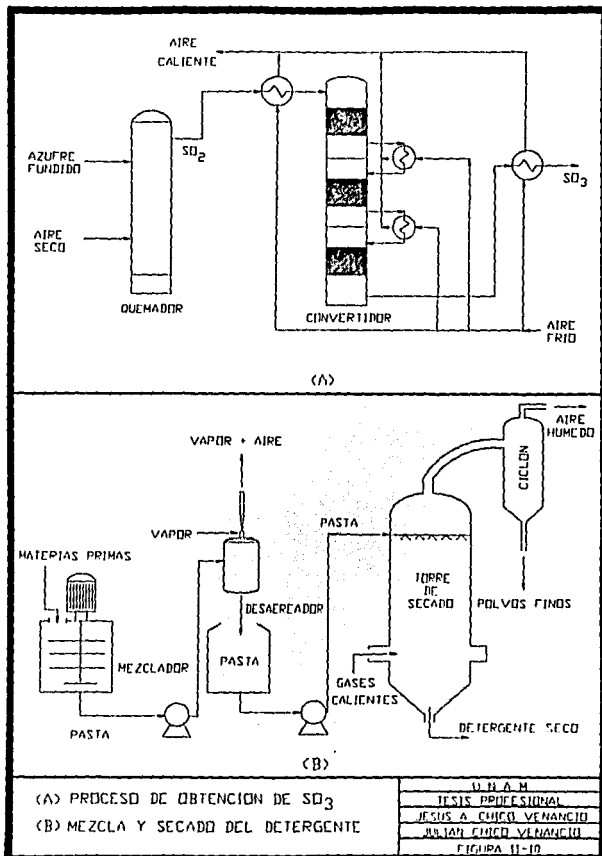 AIRE
CALIENTE
SO2
AZUFRE
FUNDIDO
AIRE
SECO
QUEMADOR
CONVERTIDOR
SO3
AIRE
FRIO
(A)
VAPOR + AIRE
AIRE
HUMEDO
CICLON
VAPOR
PASTA
MATERIAS PRIMAS
TORRE
DE
SECADO
DESAEREADOR
POLVOS FINOS
MEZCLADOR
PASTA
GASES
CALIENTES
PASTA
DETERGENTE SECO
(B)
(A) PROCESO DE OBTENCION DE SO3
(B) MEZCLA Y SECADO DEL DETERGENTE
U N A M
TESIS PROFESIONAL
JESUS A CHICO VENANCIO
JULIAN CHICO VENANCIO
FIGURA II-10